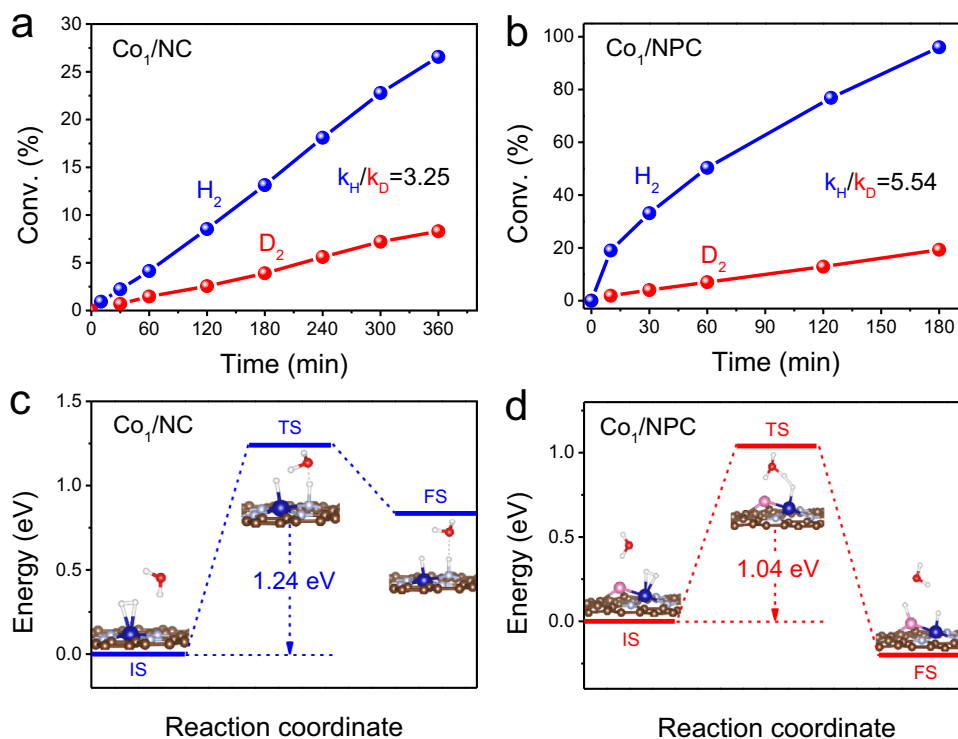 a
Co₁/NC
30
25
20
15
10
5
0
Conv. (%)
H₂
k_H/k_D=3.25
D₂
0 60 120 180 240 300 360
Time (min)
b
Co₁/NPC
100
80
60
40
20
0
Conv. (%)
H₂
k_H/k_D=5.54
D₂
0 30 60 90 120 150 180
Time (min)
c
Co₁/NC
1.5
1.0
0.5
0.0
Energy (eV)
TS
FS
1.24 eV
IS
Reaction coordinate
d
Co₁/NPC
1.0
0.5
0.0
Energy (eV)
TS
1.04 eV
IS
FS
Reaction coordinate